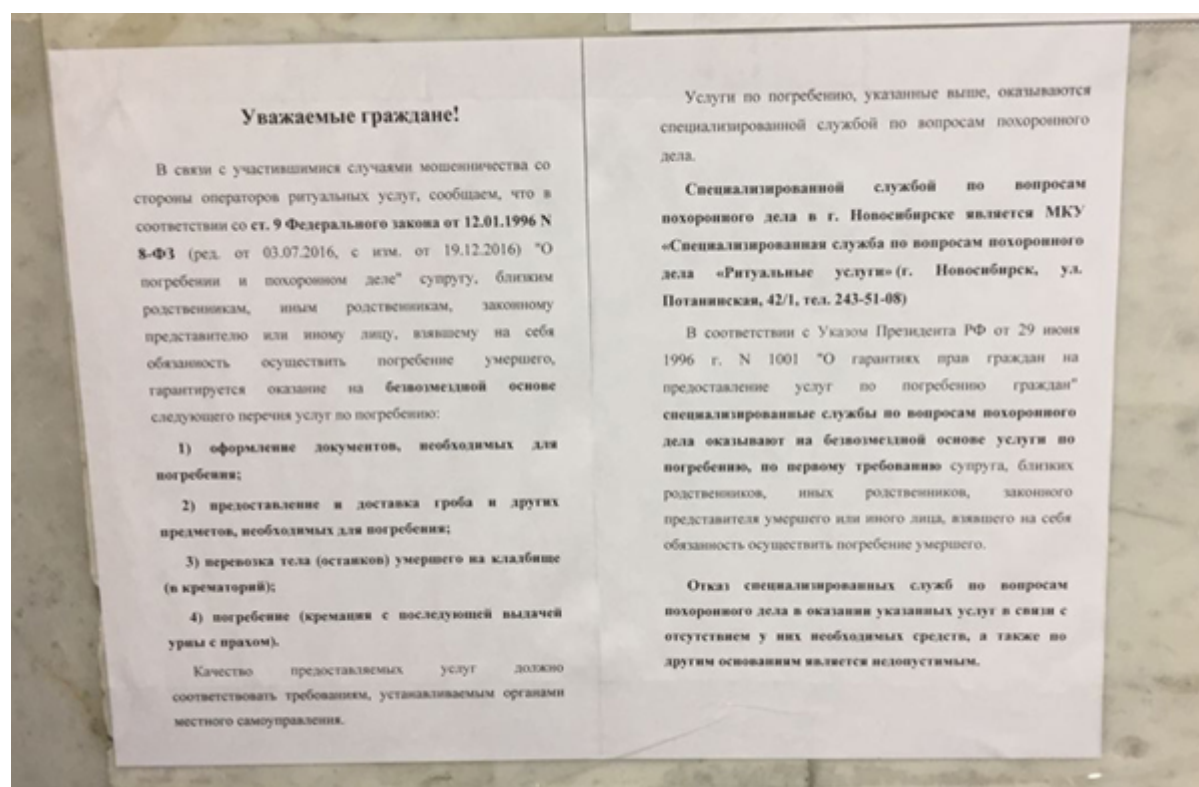 Уважаемые граждане!
В связи с участившимися случаями мошенничества со
стороны операторов ритуальных услуг, сообщаем, что в
соответствии со ст. 9 Федерального закона от 12.01.1996 N
8-ФЗ (ред. от 03.07.2016, с изм. от 19.12.2016) "О
погребении и похоронном деле" супругу, близким
родственникам, иным родственникам, законному
представителю или иному лицу, взявшему на себя
обязанность осуществить погребение умершего,
гарантируется оказание на безвозмездной основе
следующего перечня услуг по погребению:
1) оформление документов, необходимых для
погребения;
2) предоставление и доставка гроба и других
предметов, необходимых для погребения;
3) перевозка тела (останков) умершего на кладбище
(в крематорий);
4) погребение (кремация с последующей выдачей
урны с прахом).
Качество предоставляемых услуг должно
соответствовать требованиям, устанавливаемым органами
местного самоуправления.
Услуги по погребению, указанные выше, оказываются
специализированной службой по вопросам похоронного
дела.
Специализированной службой по вопросам
похоронного дела в г. Новосибирске является МКУ
«Специализированная служба по вопросам похоронного
дела «Ритуальные услуги» (г. Новосибирск, ул.
Потанинская, 42/1, тел. 243-51-08)
В соответствии с Указом Президента РФ от 29 июня
1996 г. N 1001 "О гарантиях прав граждан на
предоставление услуг по погребению граждан"
специализированные службы по вопросам похоронного
дела оказывают на безвозмездной основе услуги по
погребению, по первому требованию супруга, близких
родственников, иных родственников, законного
представителя умершего или иного лица, взявшего на себя
обязанность осуществить погребение умершего.
Отказ специализированных служб по вопросам
похоронного дела в оказании указанных услуг в связи с
отсутствием у них необходимых средств, а также по
другим основаниям является недопустимым.